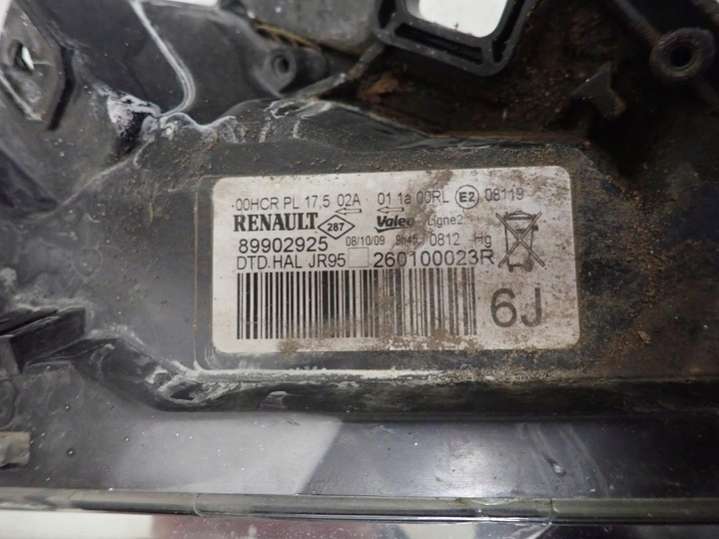 00HCR PL 17.5 02A 01 1a 00RL E2 08119
RENAULT 287 Valeo Ligne2
89902925 08/10/09 9h45 0812 Hg
DTD.HAL JR95 260100023R
6J